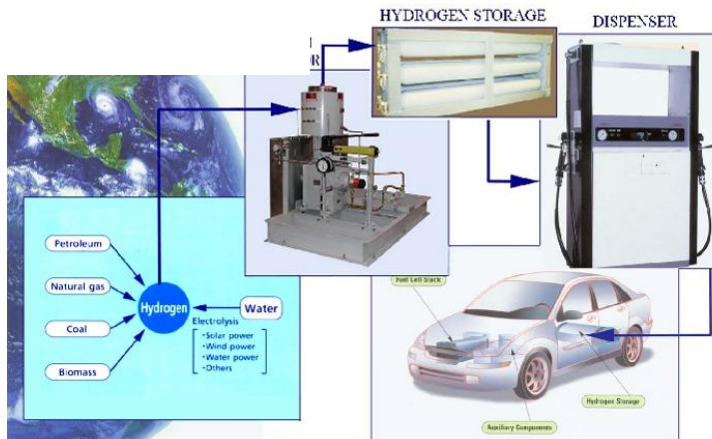 HYDROGEN STORAGE
DISPENSER
OR
Petroleum
Natural gas
Coal
Biomass
Hydrogen
Water
Electrolysis
·Solar power
·Wind power
·Water power
·Others
Fuel Cell Stack
Hydrogen Storage
Auxiliary Components